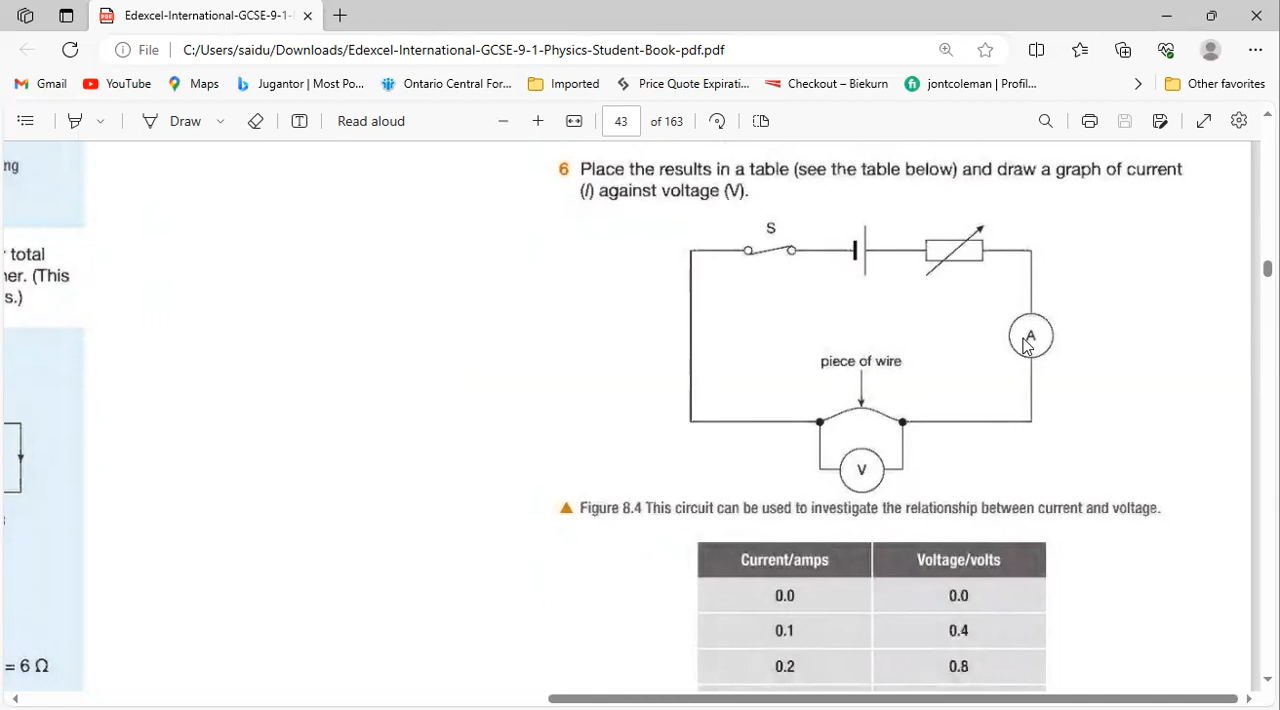 Edexcel-International-GCSE-9-1-
File
C:/Users/saidu/Downloads/Edexcel-International-GCSE-9-1-Physics-Student-Book-pdf.pdf
Gmail
YouTube
Maps
Jugantor | Most Po...
Ontario Central For...
Imported
Price Quote Expirati...
Checkout – Biekurn
jontcoleman | Profil...
Other favorites
Draw
Read aloud
43
of 163
ng
total
ner. (This
s.)
= 6 Ω
6 Place the results in a table (see the table below) and draw a graph of current
(I) against voltage (V).
S
A
piece of wire
V
Figure 8.4 This circuit can be used to investigate the relationship between current and voltage.
Current/amps Voltage/volts
0.0 0.0
0.1 0.4
0.2 0.8